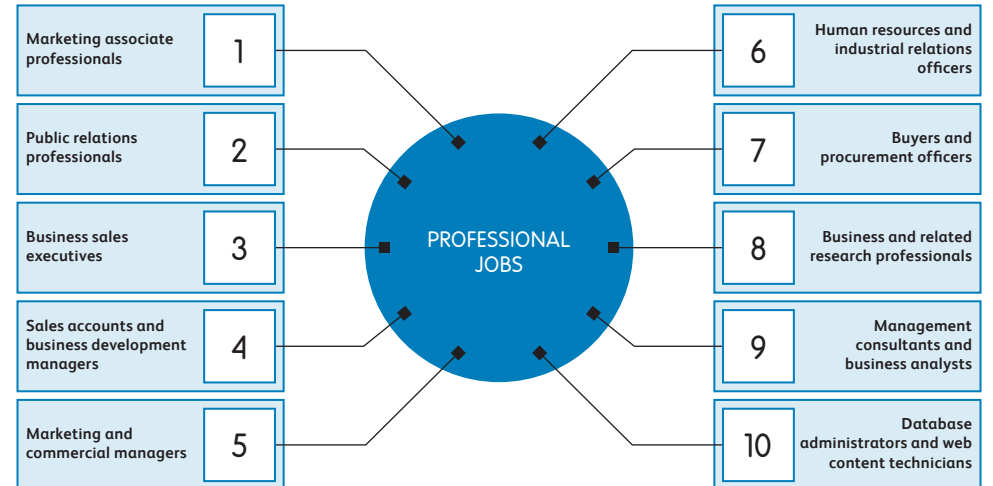 Marketing associate
professionals
1
Public relations
professionals
2
Business sales
executives
3
Sales accounts and
business development
managers
4
Marketing and
commercial managers
5
PROFESSIONAL
JOBS
6
Human resources and
industrial relations
officers
7
Buyers and
procurement officers
8
Business and related
research professionals
9
Management
consultants and
business analysts
10
Database
administrators and web
content technicians